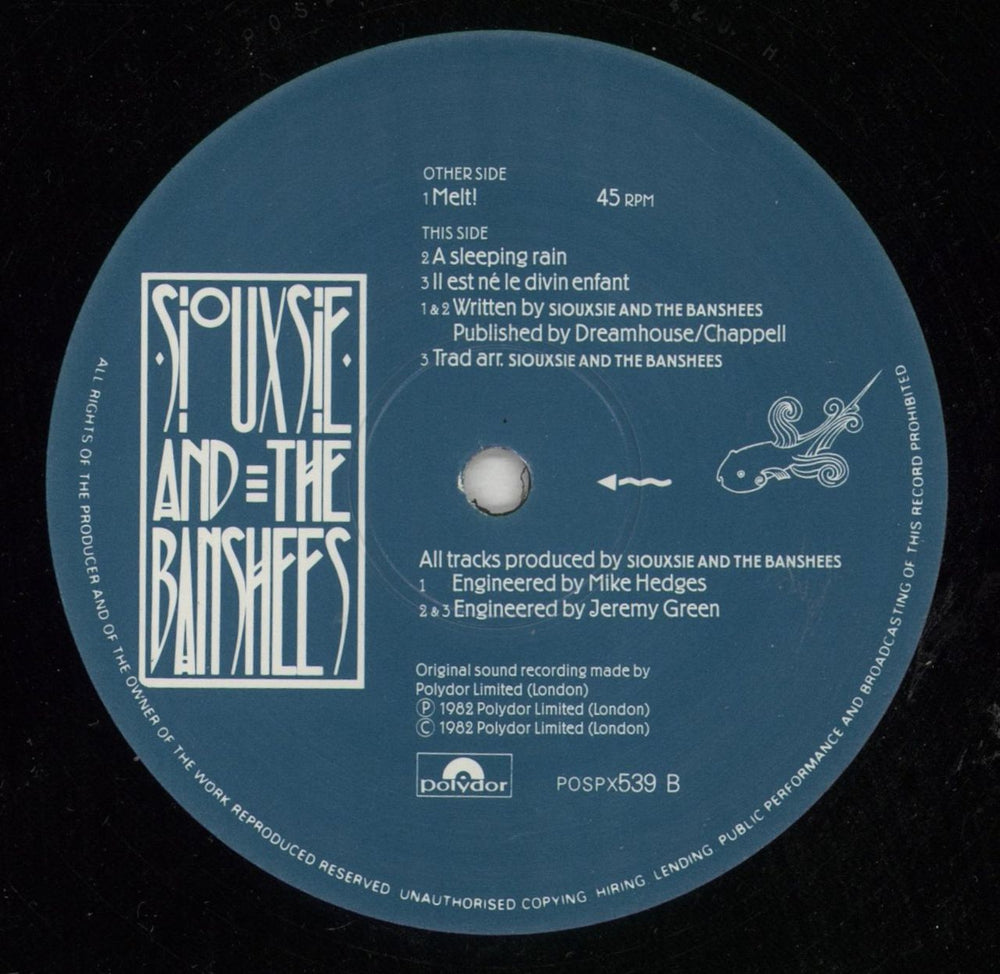 OTHER SIDE
1 Melt! 45 RPM
THIS SIDE
2 A sleeping rain
3 Il est né le divin enfant
1 & 2 Written by SIOUXSIE AND THE BANSHEES
Published by Dreamhouse/Chappell
3 Trad arr. SIOUXSIE AND THE BANSHEES
SIOUXSIE
AND THE
BANSHEES
All tracks produced by SIOUXSIE AND THE BANSHEES
1 Engineered by Mike Hedges
2 & 3 Engineered by Jeremy Green
Original sound recording made by
Polydor Limited (London)
Ⓟ 1982 Polydor Limited (London)
Ⓒ 1982 Polydor Limited (London)
polydor
POSPX539 B
ALL RIGHTS OF THE PRODUCER AND OF THE OWNER OF THE WORK REPRODUCED RESERVED UNAUTHORISED COPYING HIRING LENDING PUBLIC PERFORMANCE AND BROADCASTING OF THIS RECORD PROHIBITED